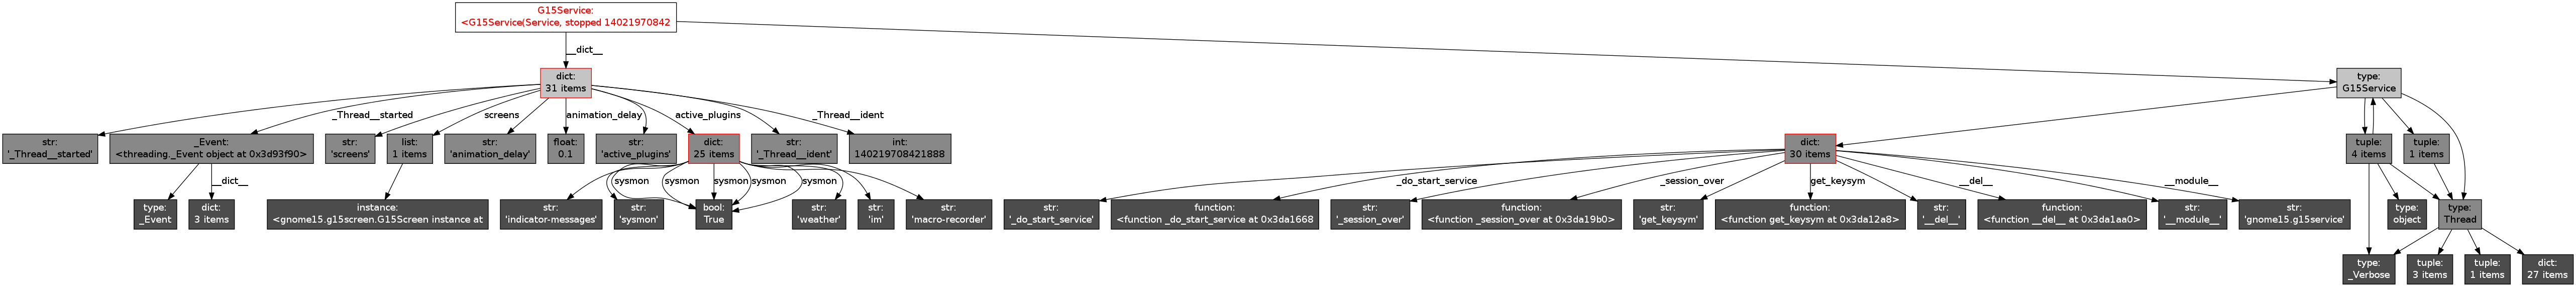 G15Service:
<G15Service(Service, stopped 14021970842
__dict__
dict:
31 items
type:
G15Service
_Thread__started
screens
animation_delay
active_plugins
_Thread__ident
str:
'_Thread__started'
_Event:
<threading._Event object at 0x3d93f90>
str:
'screens'
list:
1 items
str:
'animation_delay'
float:
0.1
str:
'active_plugins'
dict:
25 items
str:
'_Thread__ident'
int:
140219708421888
dict:
30 items
tuple:
4 items
tuple:
1 items
__dict__
sysmon
sysmon
sysmon
sysmon
sysmon
_do_start_service
_session_over
get_keysym
__del__
__module__
type:
_Event
dict:
3 items
instance:
<gnome15.g15screen.G15Screen instance at
str:
'indicator-messages'
str:
'sysmon'
bool:
True
str:
'weather'
str:
'im'
str:
'macro-recorder'
str:
'_do_start_service'
function:
<function _do_start_service at 0x3da1668
str:
'_session_over'
function:
<function _session_over at 0x3da19b0>
str:
'get_keysym'
function:
<function get_keysym at 0x3da12a8>
str:
'__del__'
function:
<function __del__ at 0x3da1aa0>
str:
'__module__'
str:
'gnome15.g15service'
type:
object
type:
Thread
type:
_Verbose
tuple:
3 items
tuple:
1 items
dict:
27 items